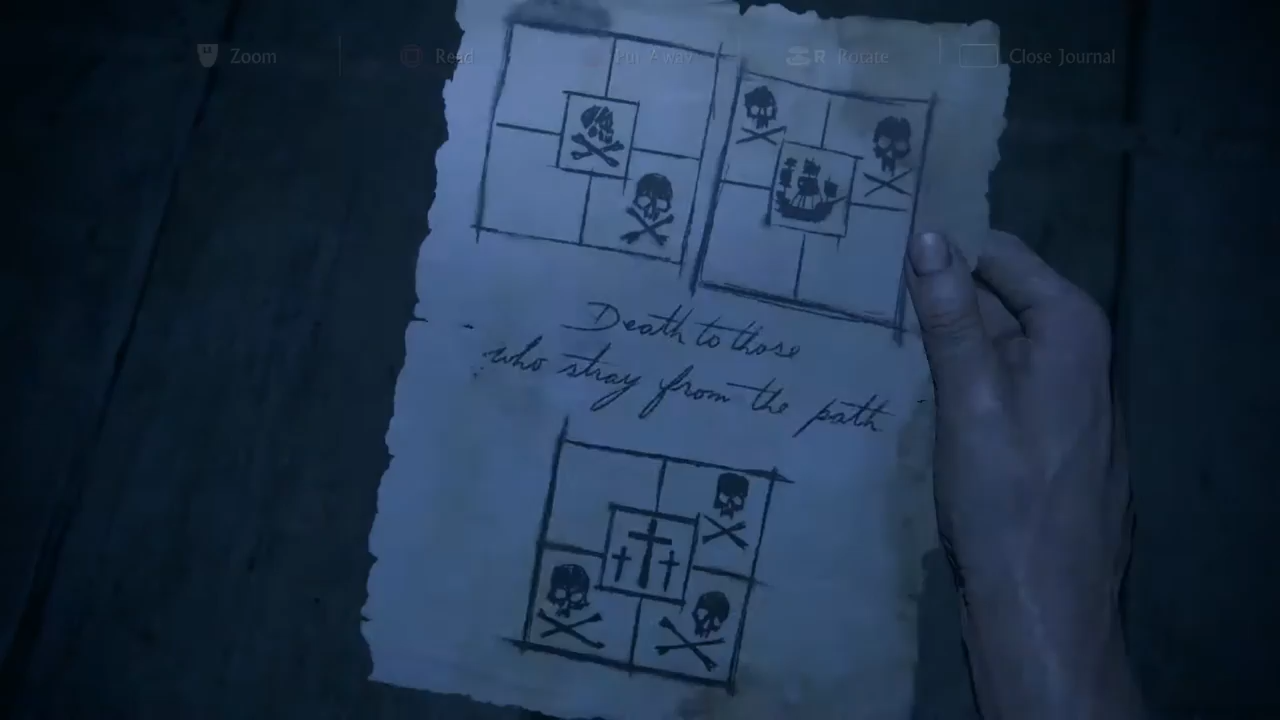 Zoom Read Put Away R Rotate Close Journal
Death to those
who stray from the path